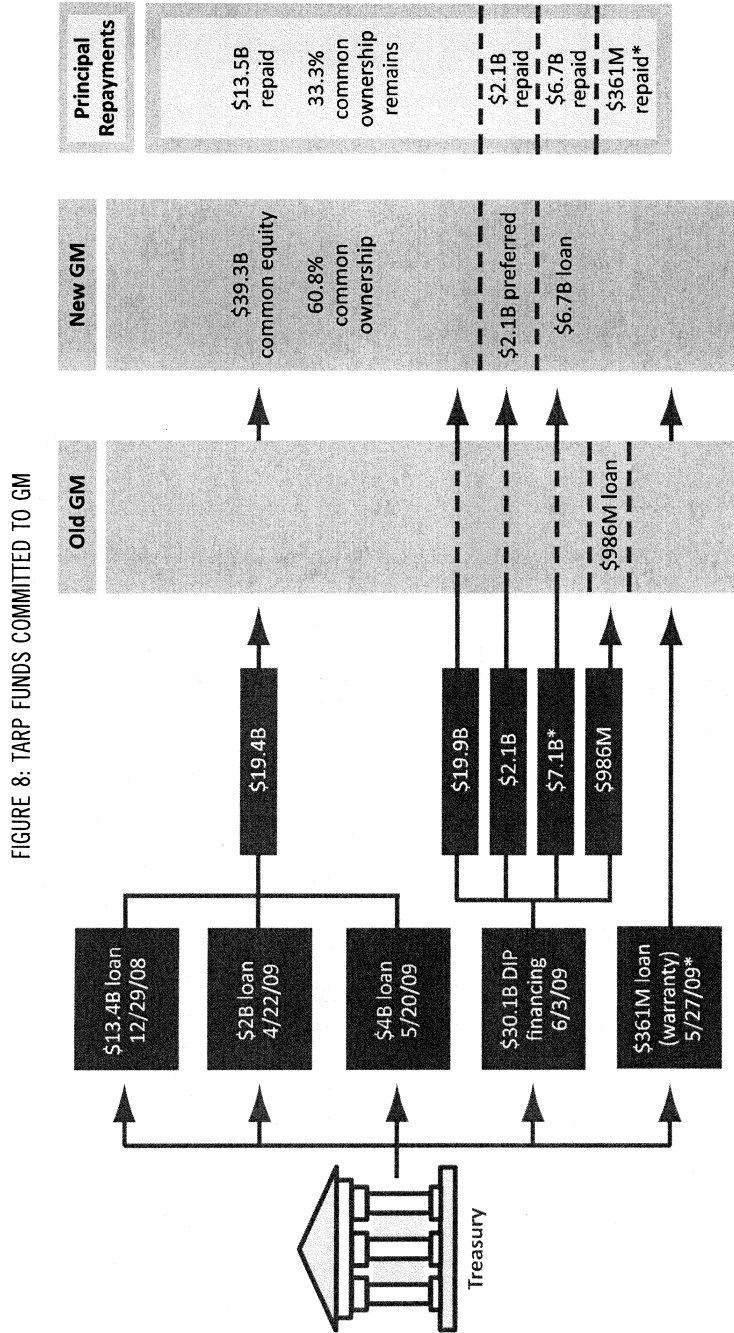 FIGURE 8: TARP FUNDS COMMITTED TO GM
Treasury
$13.4B loan
12/29/08
$2B loan
4/22/09
$4B loan
5/20/09
$30.1B DIP
financing
6/3/09
$361M loan
(warranty)
5/27/09*
$19.4B
$19.9B
$2.1B
$7.1B*
$986M
Old GM
$986M loan
New GM
$39.3B
common equity
60.8%
common
ownership
$2.1B preferred
$6.7B loan
Principal
Repayments
$13.5B
repaid
33.3%
common
ownership
remains
$2.1B
repaid
$6.7B
repaid
$361M
repaid*